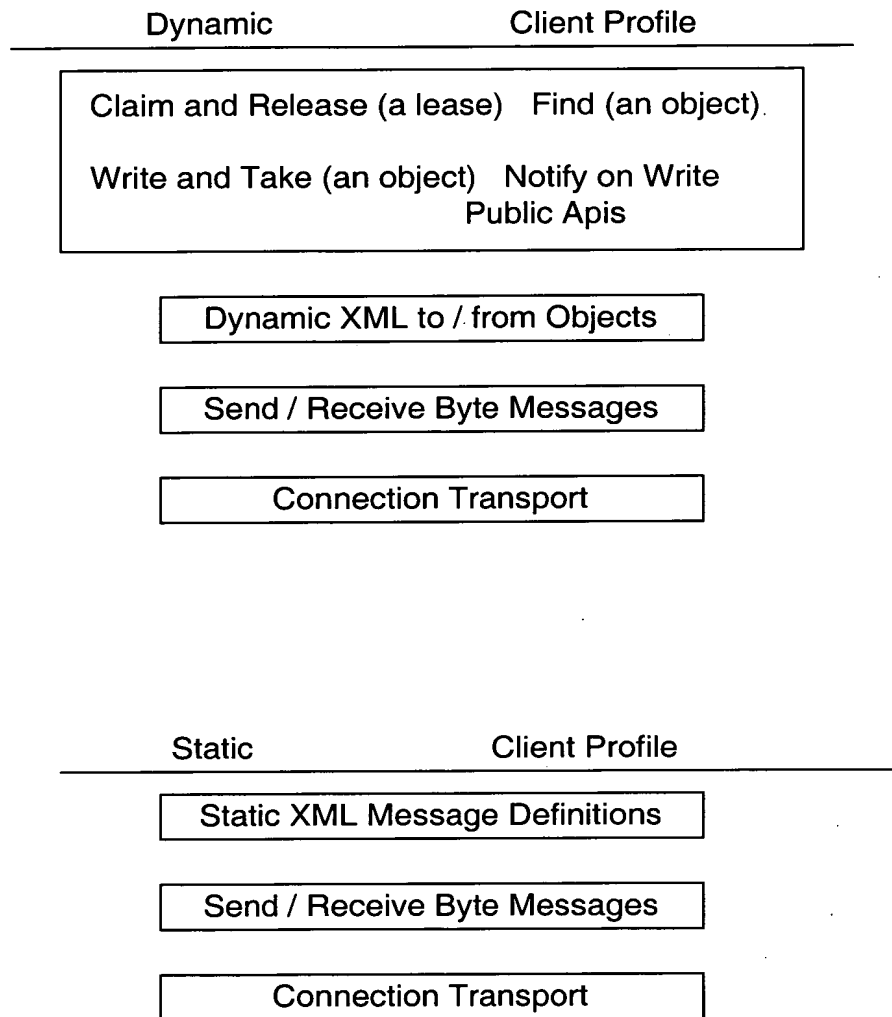 Dynamic Client Profile
Claim and Release (a lease) Find (an object)
Write and Take (an object) Notify on Write
Public Apis
Dynamic XML to / from Objects
Send / Receive Byte Messages
Connection Transport
Static Client Profile
Static XML Message Definitions
Send / Receive Byte Messages
Connection Transport